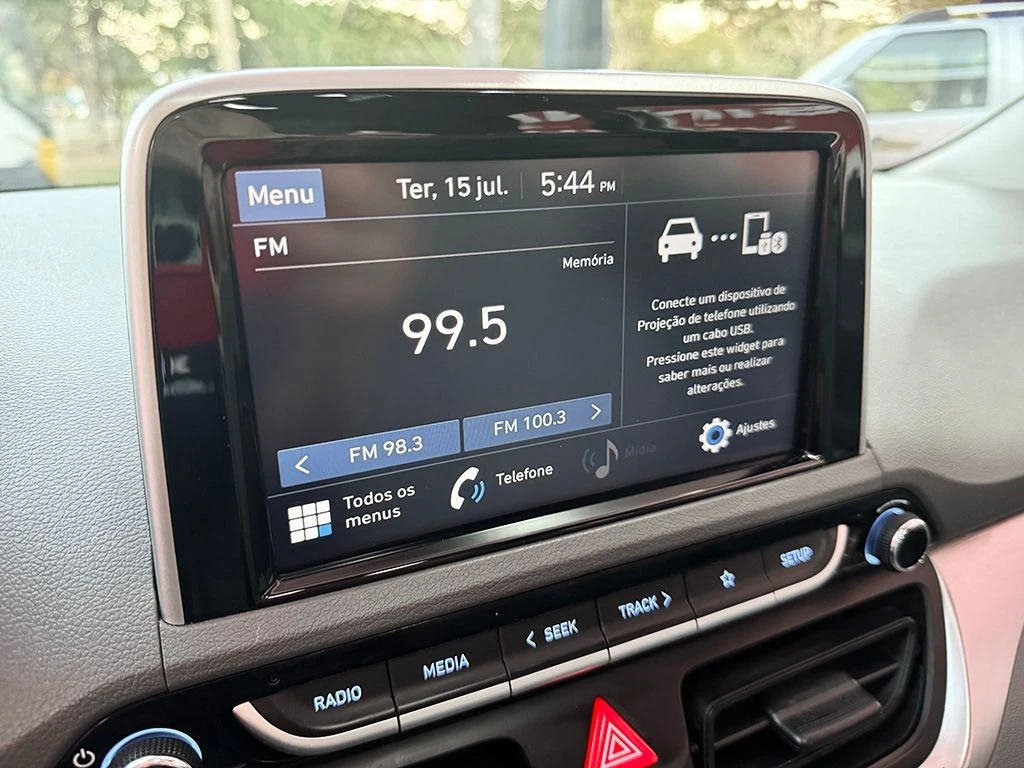 Menu
Ter, 15 jul.
5:44 PM
FM
Memória
99.5
Conecte um dispositivo de
Projeção de telefone utilizando
um cabo USB.
Pressione este widget para
saber mais ou realizar
alterações.
< FM 98.3
FM 100.3 >
Todos os
menus
Telefone
Mídia
Ajustes
RADIO
MEDIA
< SEEK
TRACK >
SETUP